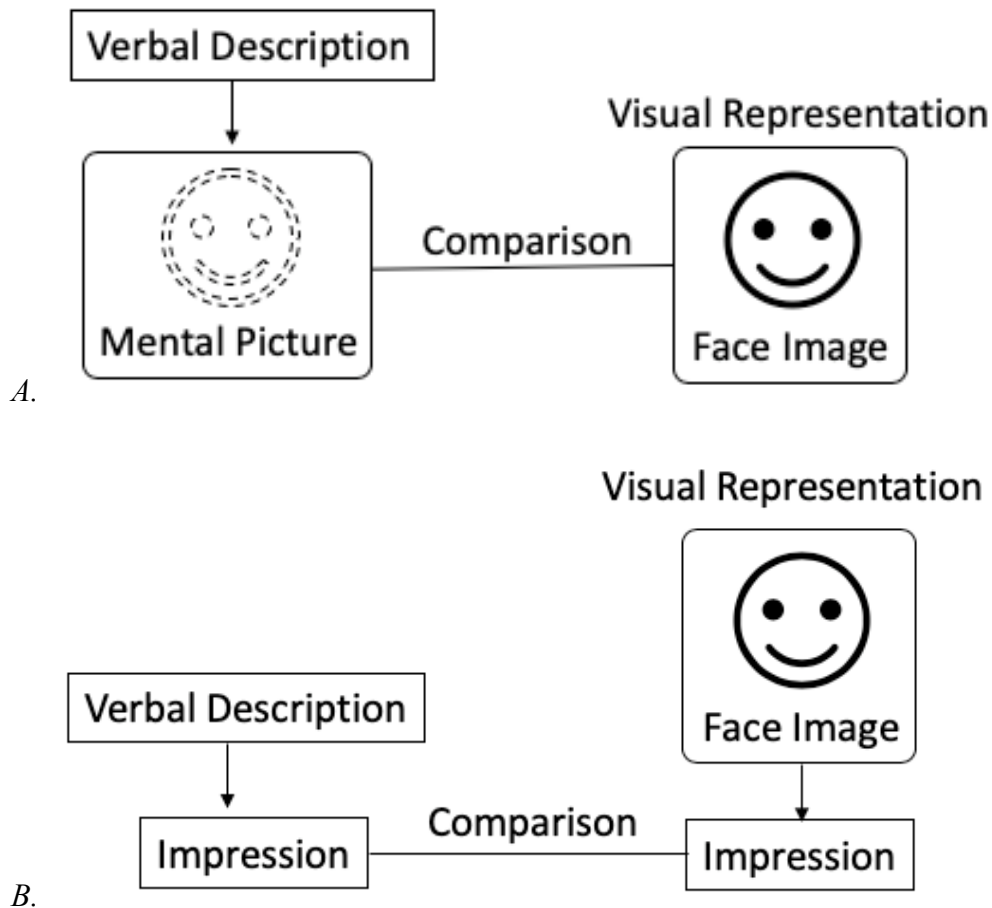 Verbal Description
Visual Representation
Comparison
Mental Picture
Face Image
A.
Visual Representation
Face Image
Verbal Description
Comparison
Impression
Impression
B.